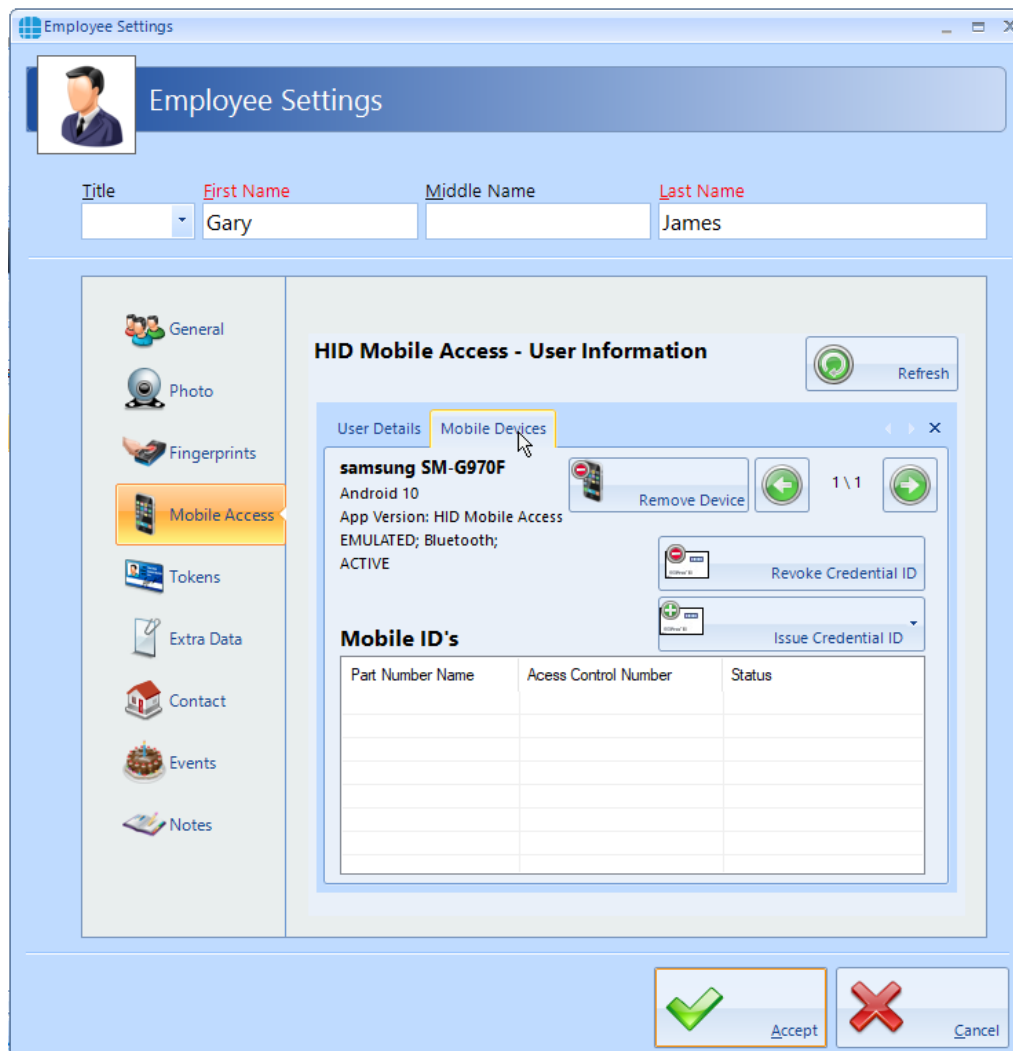 Employee Settings
Employee Settings
Title First Name Middle Name Last Name
Gary James
General
Photo
Fingerprints
Mobile Access
Tokens
Extra Data
Contact
Events
Notes
HID Mobile Access - User Information
Refresh
User Details Mobile Devices
samsung SM-G970F
Android 10
App Version: HID Mobile Access
EMULATED; Bluetooth;
ACTIVE
Remove Device
1\1
Revoke Credential ID
Issue Credential ID
Mobile ID's
Part Number Name Acess Control Number Status
Accept Cancel